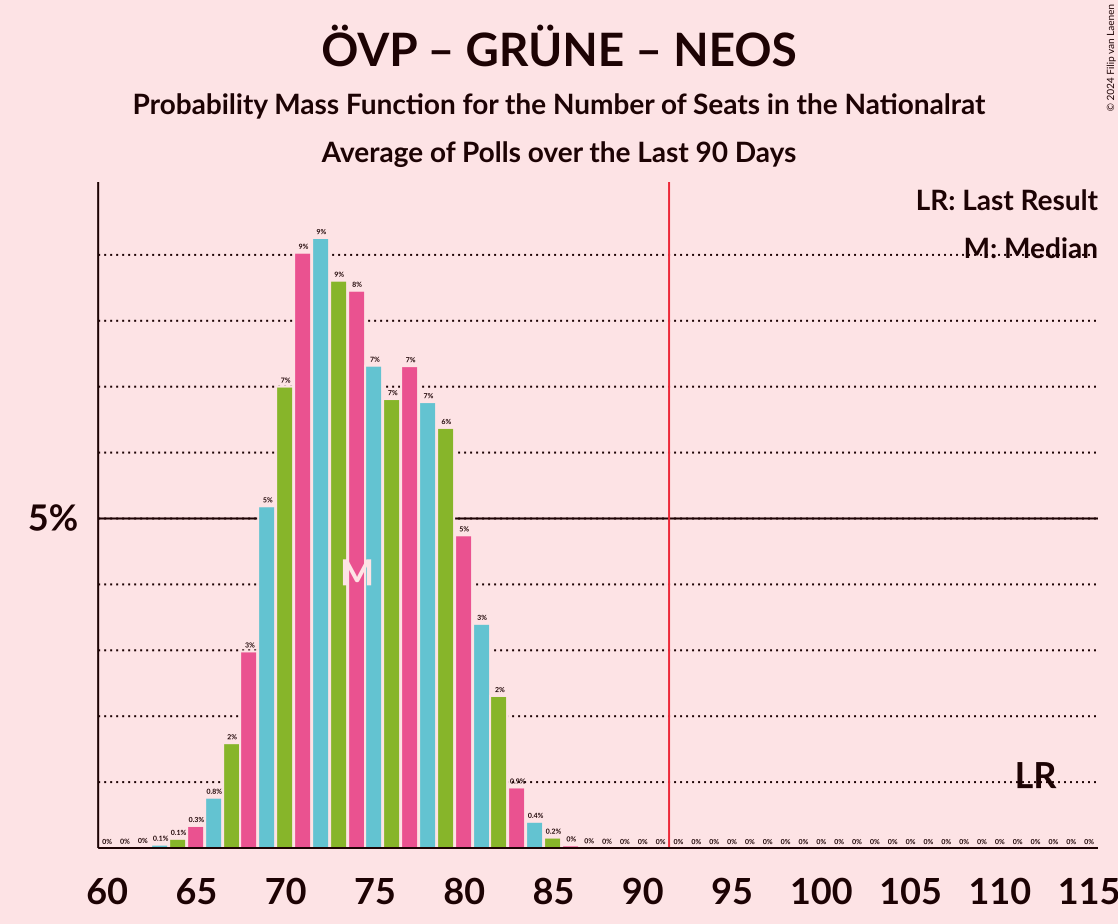 ÖVP – GRÜNE – NEOS
Probability Mass Function for the Number of Seats in the Nationalrat
Average of Polls over the Last 90 Days
© 2024 Filip van Laenen
LR: Last Result
M: Median
9%
9% 9%
8%
7% 7%
7% 7% 7%
6%
5%
5% 5%
M
3%
3%
2%
2%
LR
0.8% 0.9%
0.3% 0.4%
0% 0% 0% 0.1% 0.1% 0.2% 0% 0% 0% 0% 0% 0% 0% 0% 0% 0% 0% 0% 0% 0% 0% 0% 0% 0% 0% 0% 0% 0% 0% 0% 0% 0% 0% 0% 0% 0%
60 65 70 75 80 85 90 95 100 105 110 115